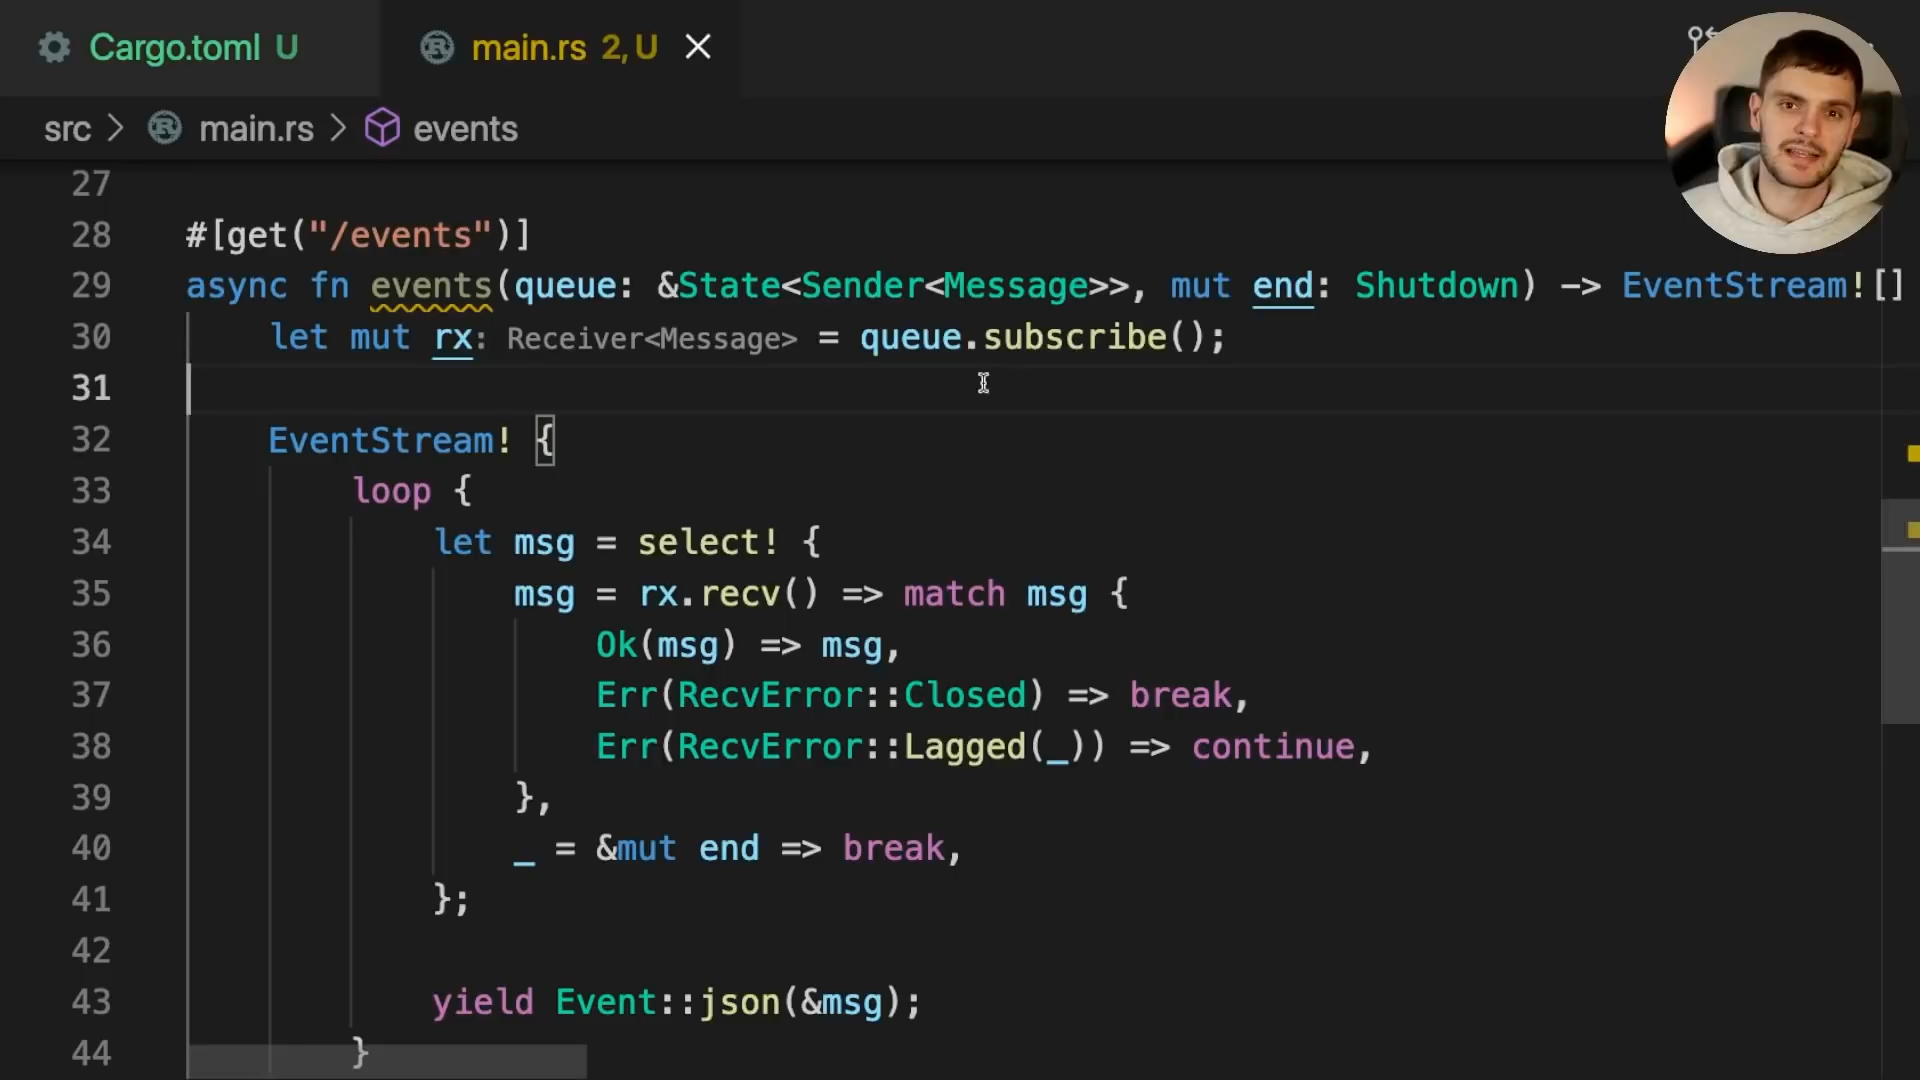 Cargo.toml U
main.rs 2, U
src > main.rs > events
27
28 #[get("/events")]
29 async fn events(queue: &State<Sender<Message>>, mut end: Shutdown) -> EventStream![]
30     let mut rx: Receiver<Message> = queue.subscribe();
31
32     EventStream! {
33         loop {
34             let msg = select! {
35                 msg = rx.recv() => match msg {
36                     Ok(msg) => msg,
37                     Err(RecvError::Closed) => break,
38                     Err(RecvError::Lagged(_)) => continue,
39                 },
40                 _ = &mut end => break,
41             };
42
43             yield Event::json(&msg);
44         }